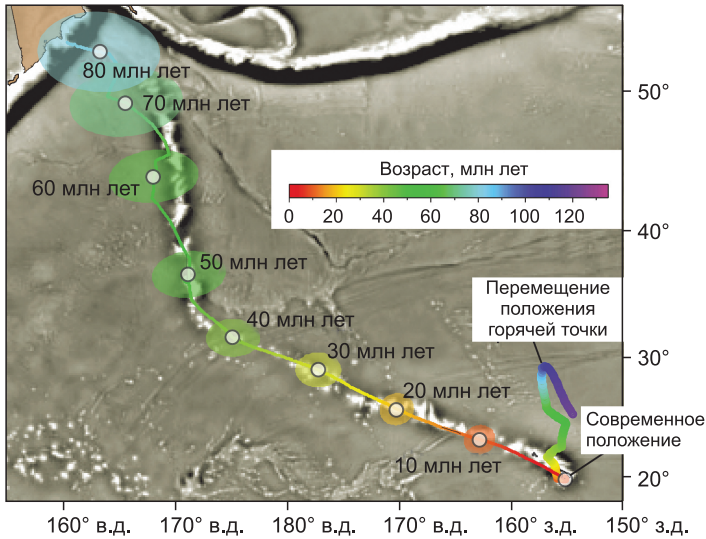 80 млн лет
70 млн лет
50°
Возраст, млн лет
0 20 40 60 80 100 120
60 млн лет
40°
50 млн лет
Перемещение
положения
горячей точки
40 млн лет
30 млн лет
30°
20 млн лет
Современное
положение
10 млн лет
20°
160° в.д. 170° в.д. 180° в.д. 170° в.д. 160° з.д. 150° з.д.